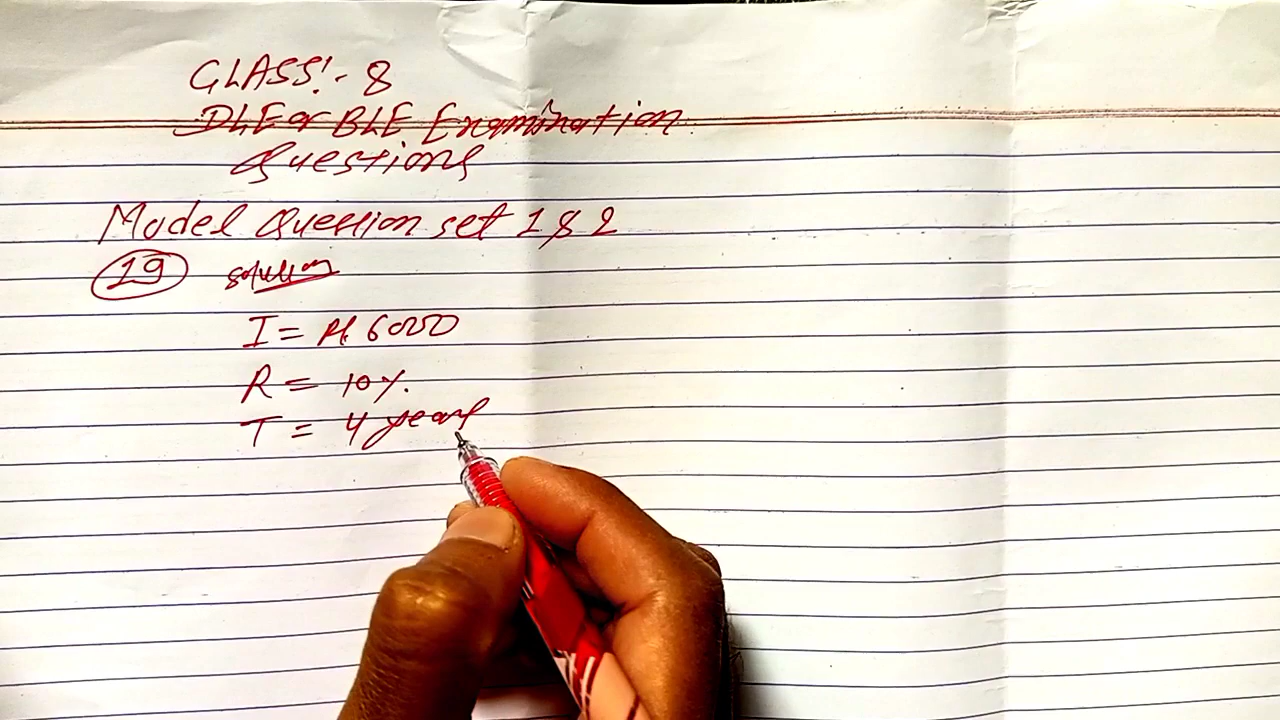 CLASS:- 8
DLE or BLE Examination
Questions
Model Question set 1 & 2
19 solution
I = Rs. 6000
R = 10%.
T = 4 years